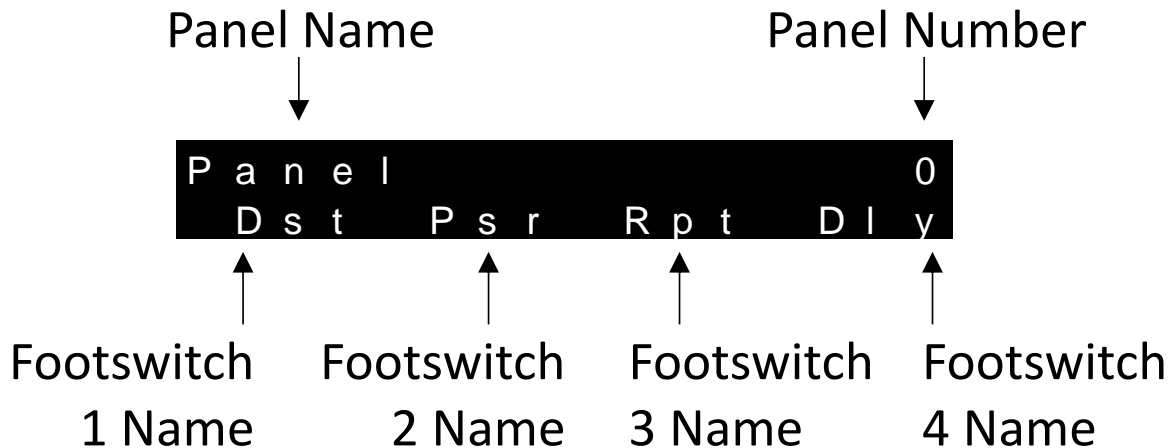 Panel Name Panel Number
Panel 0
Dst Psr Rpt Dly
Footswitch Footswitch Footswitch Footswitch
1 Name 2 Name 3 Name 4 Name